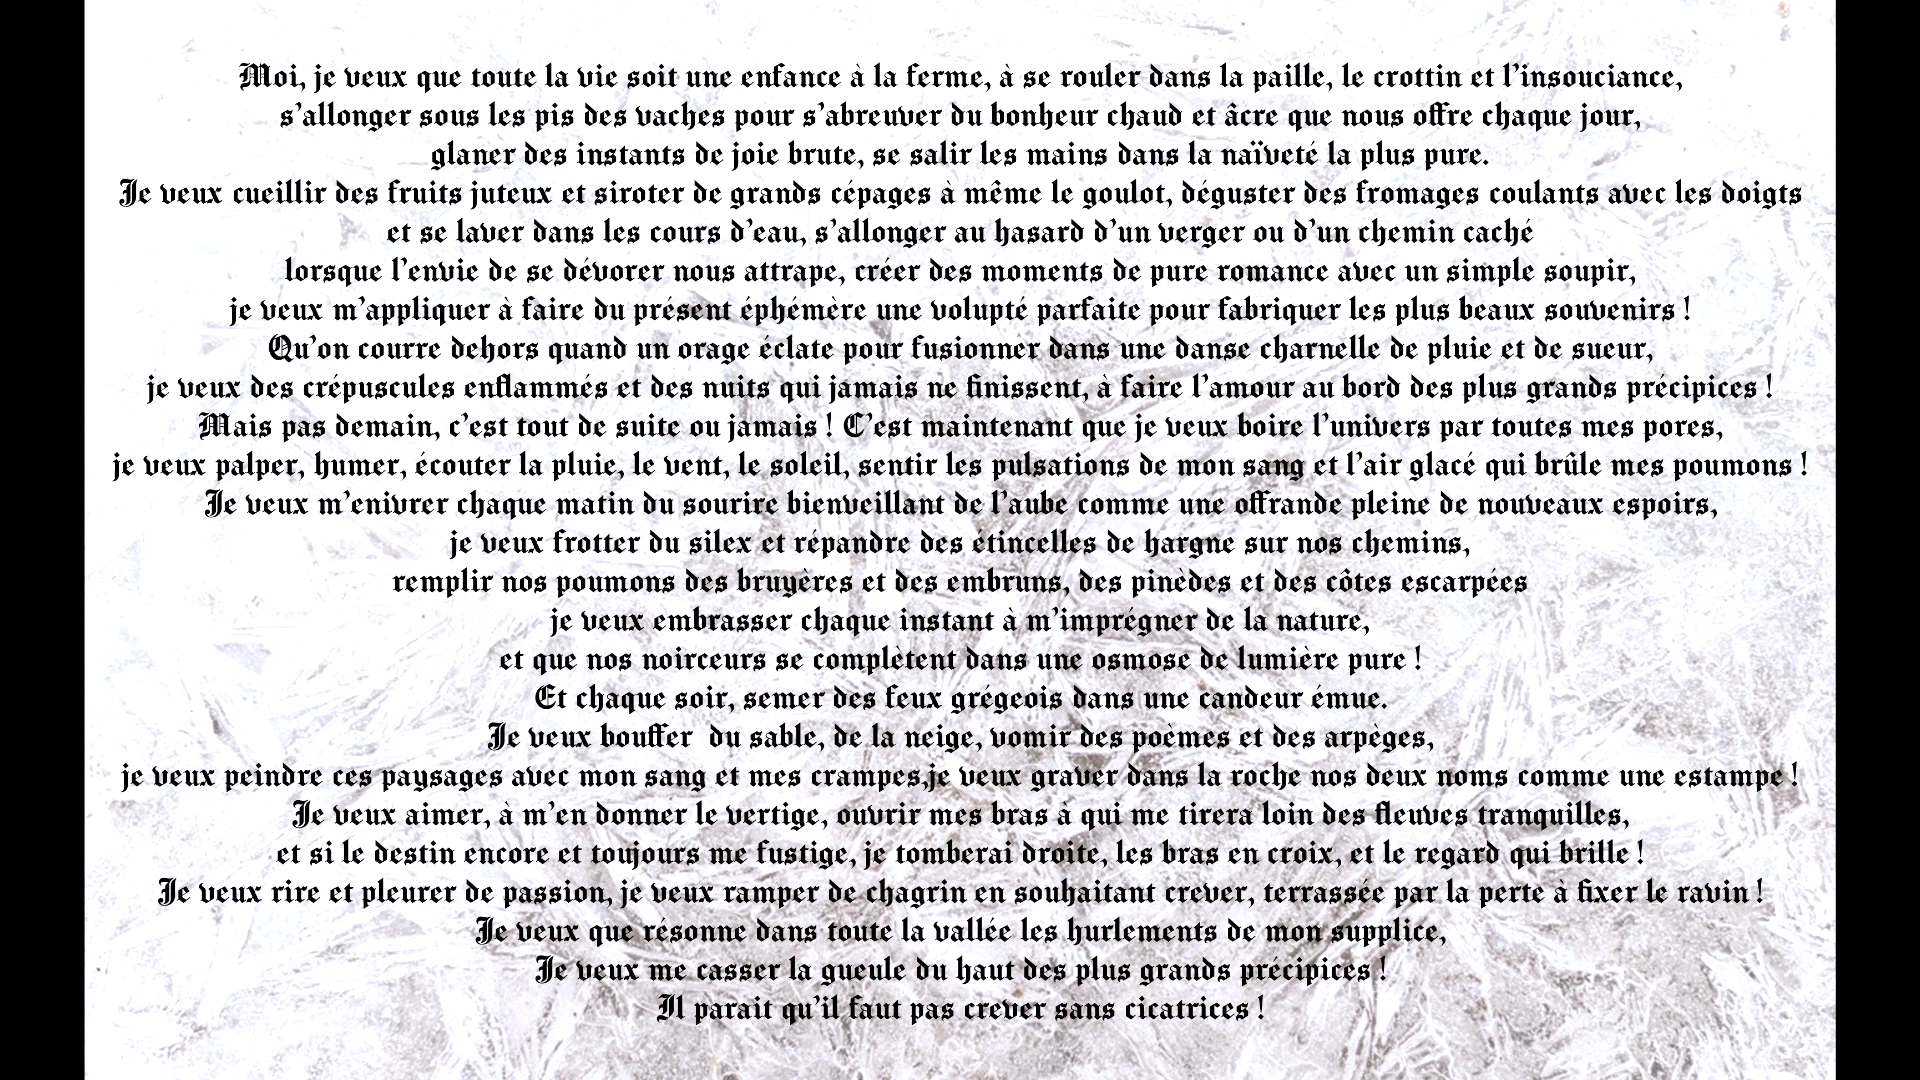 Moi, je veux que toute la vie soit une enfance à la ferme, à se rouler dans la paille, le crottin et l’insouciance,
s’allonger sous les pis des vaches pour s’abreuver du bonheur chaud et âcre que nous offre chaque jour,
glaner des instants de joie brute, se salir les mains dans la naïveté la plus pure.
Je veux cueillir des fruits juteux et siroter de grands cépages à même le goulot, déguster des fromages coulants avec les doigts
et se laver dans les cours d’eau, s’allonger au hasard d’un verger ou d’un chemin caché
lorsque l’envie de se dévorer nous attrape, créer des moments de pure romance avec un simple soupir,
je veux m’appliquer à faire du présent éphémère une volupté parfaite pour fabriquer les plus beaux souvenirs !
Qu’on courre dehors quand un orage éclate pour fusionner dans une danse charnelle de pluie et de sueur,
je veux des crépuscules enflammés et des nuits qui jamais ne finissent, à faire l’amour au bord des plus grands précipices !
Mais pas demain, c’est tout de suite ou jamais ! C’est maintenant que je veux boire l’univers par toutes mes pores,
je veux palper, humer, écouter la pluie, le vent, le soleil, sentir les pulsations de mon sang et l’air glacé qui brûle mes poumons !
Je veux m’enivrer chaque matin du sourire bienveillant de l’aube comme une offrande pleine de nouveaux espoirs,
je veux frotter du silex et répandre des étincelles de hargne sur nos chemins,
remplir nos poumons des bruyères et des embruns, des pinèdes et des côtes escarpées
je veux embrasser chaque instant à m’imprégner de la nature,
et que nos noirceurs se complètent dans une osmose de lumière pure !
Et chaque soir, semer des feux grégeois dans une candeur émue.
Je veux bouffer  du sable, de la neige, vomir des poèmes et des arpèges,
je veux peindre ces paysages avec mon sang et mes crampes,je veux graver dans la roche nos deux noms comme une estampe !
Je veux aimer, à m’en donner le vertige, ouvrir mes bras à qui me tirera loin des fleuves tranquilles,
et si le destin encore et toujours me fustige, je tomberai droite, les bras en croix, et le regard qui brille !
Je veux rire et pleurer de passion, je veux ramper de chagrin en souhaitant crever, terrassée par la perte à fixer le ravin !
Je veux que résonne dans toute la vallée les hurlements de mon supplice,
Je veux me casser la gueule du haut des plus grands précipices !
Il parait qu’il faut pas crever sans cicatrices !